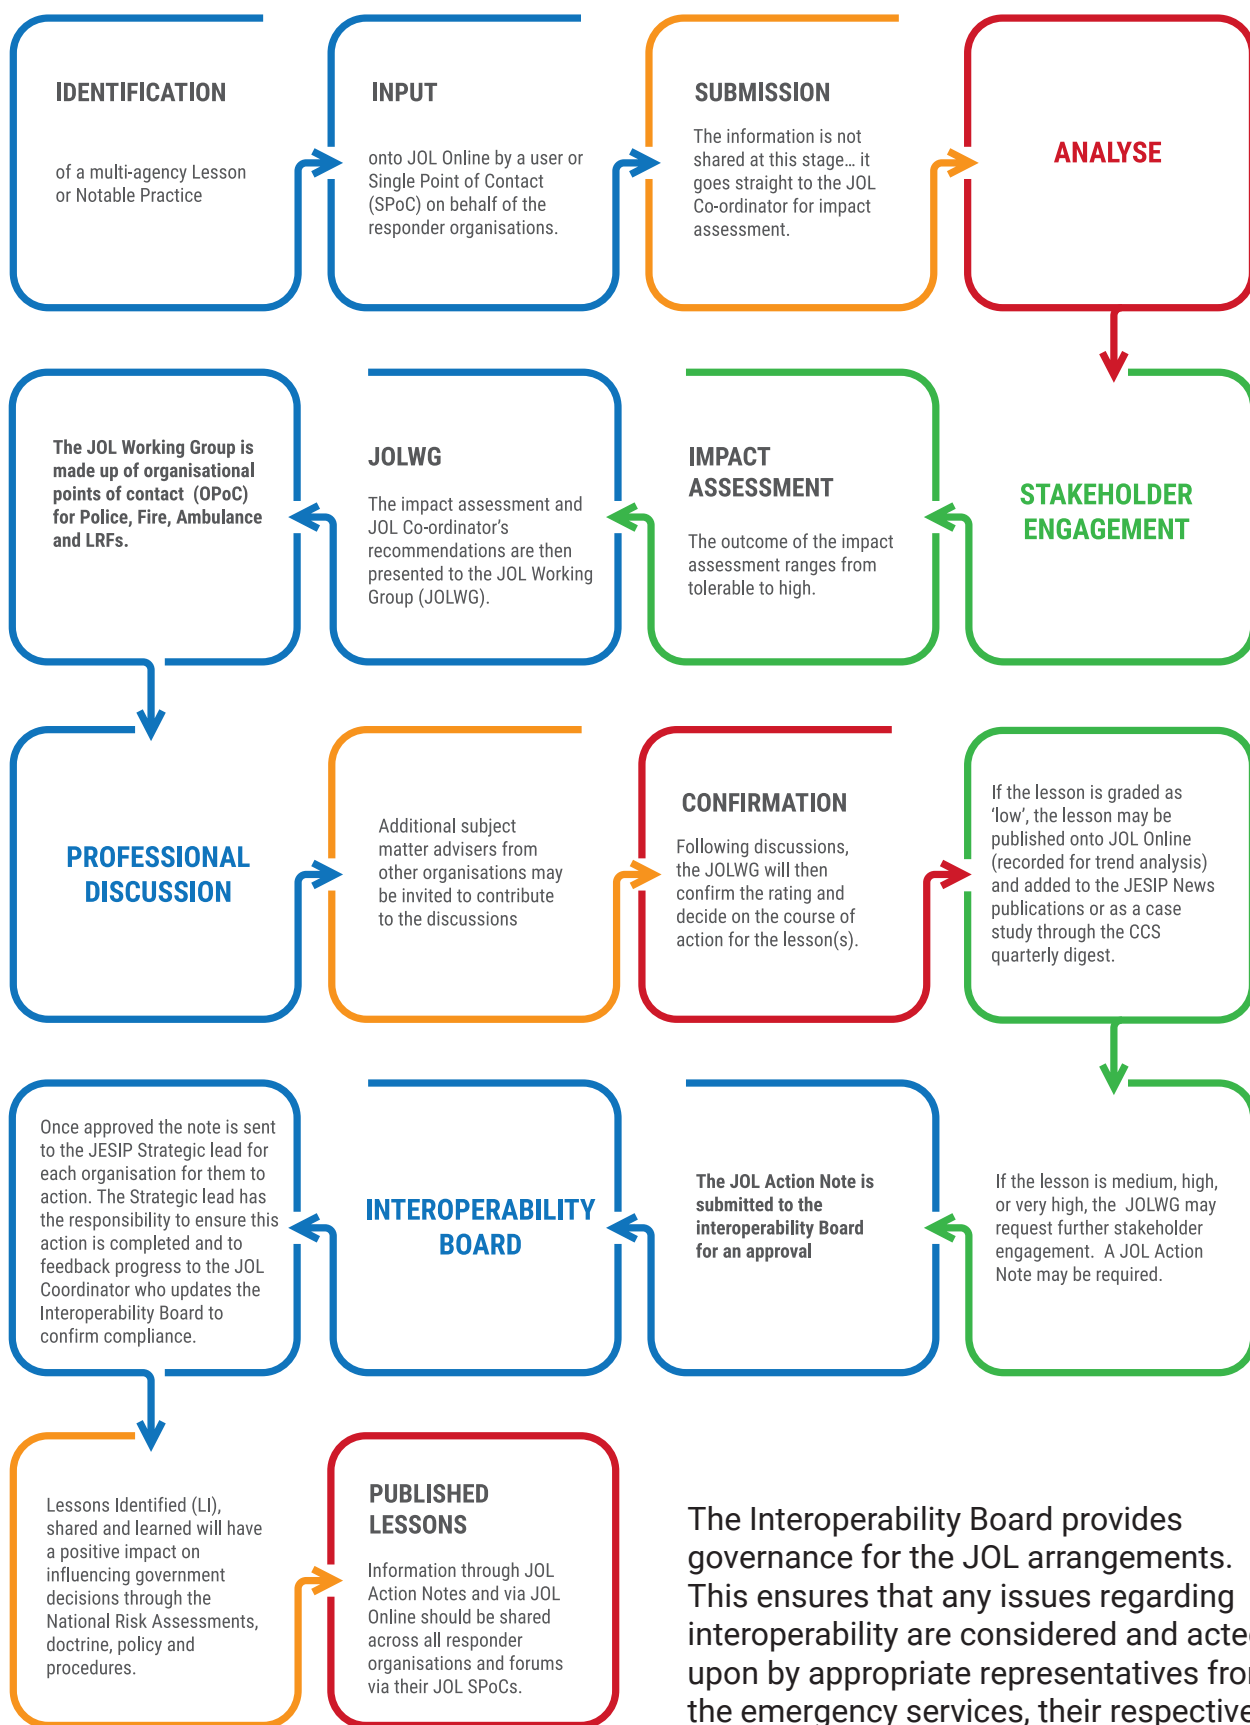 IDENTIFICATION
of a multi-agency Lesson
or Notable Practice
INPUT
onto JOL Online by a user or
Single Point of Contact
(SPoC) on behalf of the
responder organisations.
SUBMISSION
The information is not
shared at this stage… it
goes straight to the JOL
Co-ordinator for impact
assessment.
ANALYSE
STAKEHOLDER
ENGAGEMENT
IMPACT
ASSESSMENT
The outcome of the impact
assessment ranges from
tolerable to high.
JOLWG
The impact assessment and
JOL Co-ordinator’s
recommendations are then
presented to the JOL Working
Group (JOLWG).
The JOL Working Group is
made up of organisational
points of contact (OPoC)
for Police, Fire, Ambulance
and LRFs.
PROFESSIONAL
DISCUSSION
Additional subject
matter advisers from
other organisations may
be invited to contribute
to the discussions
CONFIRMATION
Following discussions,
the JOLWG will then
confirm the rating and
decide on the course of
action for the lesson(s).
If the lesson is graded as
‘low’, the lesson may be
published onto JOL Online
(recorded for trend analysis)
and added to the JESIP News
publications or as a case
study through the CCS
quarterly digest.
If the lesson is medium, high,
or very high, the JOLWG may
request further stakeholder
engagement. A JOL Action
Note may be required.
The JOL Action Note is
submitted to the
interoperability Board
for an approval
INTEROPERABILITY
BOARD
Once approved the note is sent
to the JESIP Strategic lead for
each organisation for them to
action. The Strategic lead has
the responsibility to ensure this
action is completed and to
feedback progress to the JOL
Coordinator who updates the
Interoperability Board to
confirm compliance.
Lessons Identified (LI),
shared and learned will have
a positive impact on
influencing government
decisions through the
National Risk Assessments,
doctrine, policy and
procedures.
PUBLISHED
LESSONS
Information through JOL
Action Notes and via JOL
Online should be shared
across all responder
organisations and forums
via their JOL SPoCs.
The Interoperability Board provides
governance for the JOL arrangements.
This ensures that any issues regarding
interoperability are considered and acted
upon by appropriate representatives from
the emergency services, their respective